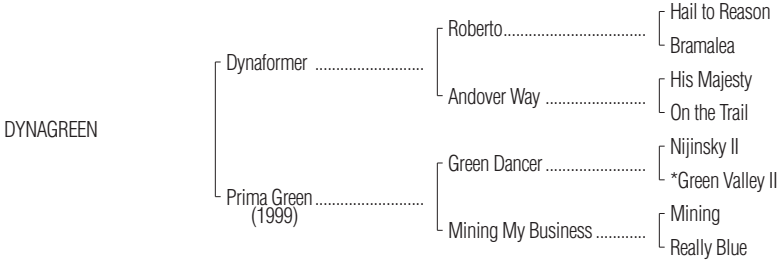 Hail to Reason
Roberto..................................
Bramalea
Dynaformer ..........................
His Majesty
Andover Way ........................
On the Trail
DYNAGREEN
Nijinsky II
Green Dancer ........................
*Green Valley II
Prima Green..........................
(1999)
Mining
Mining My Business ............
Really Blue